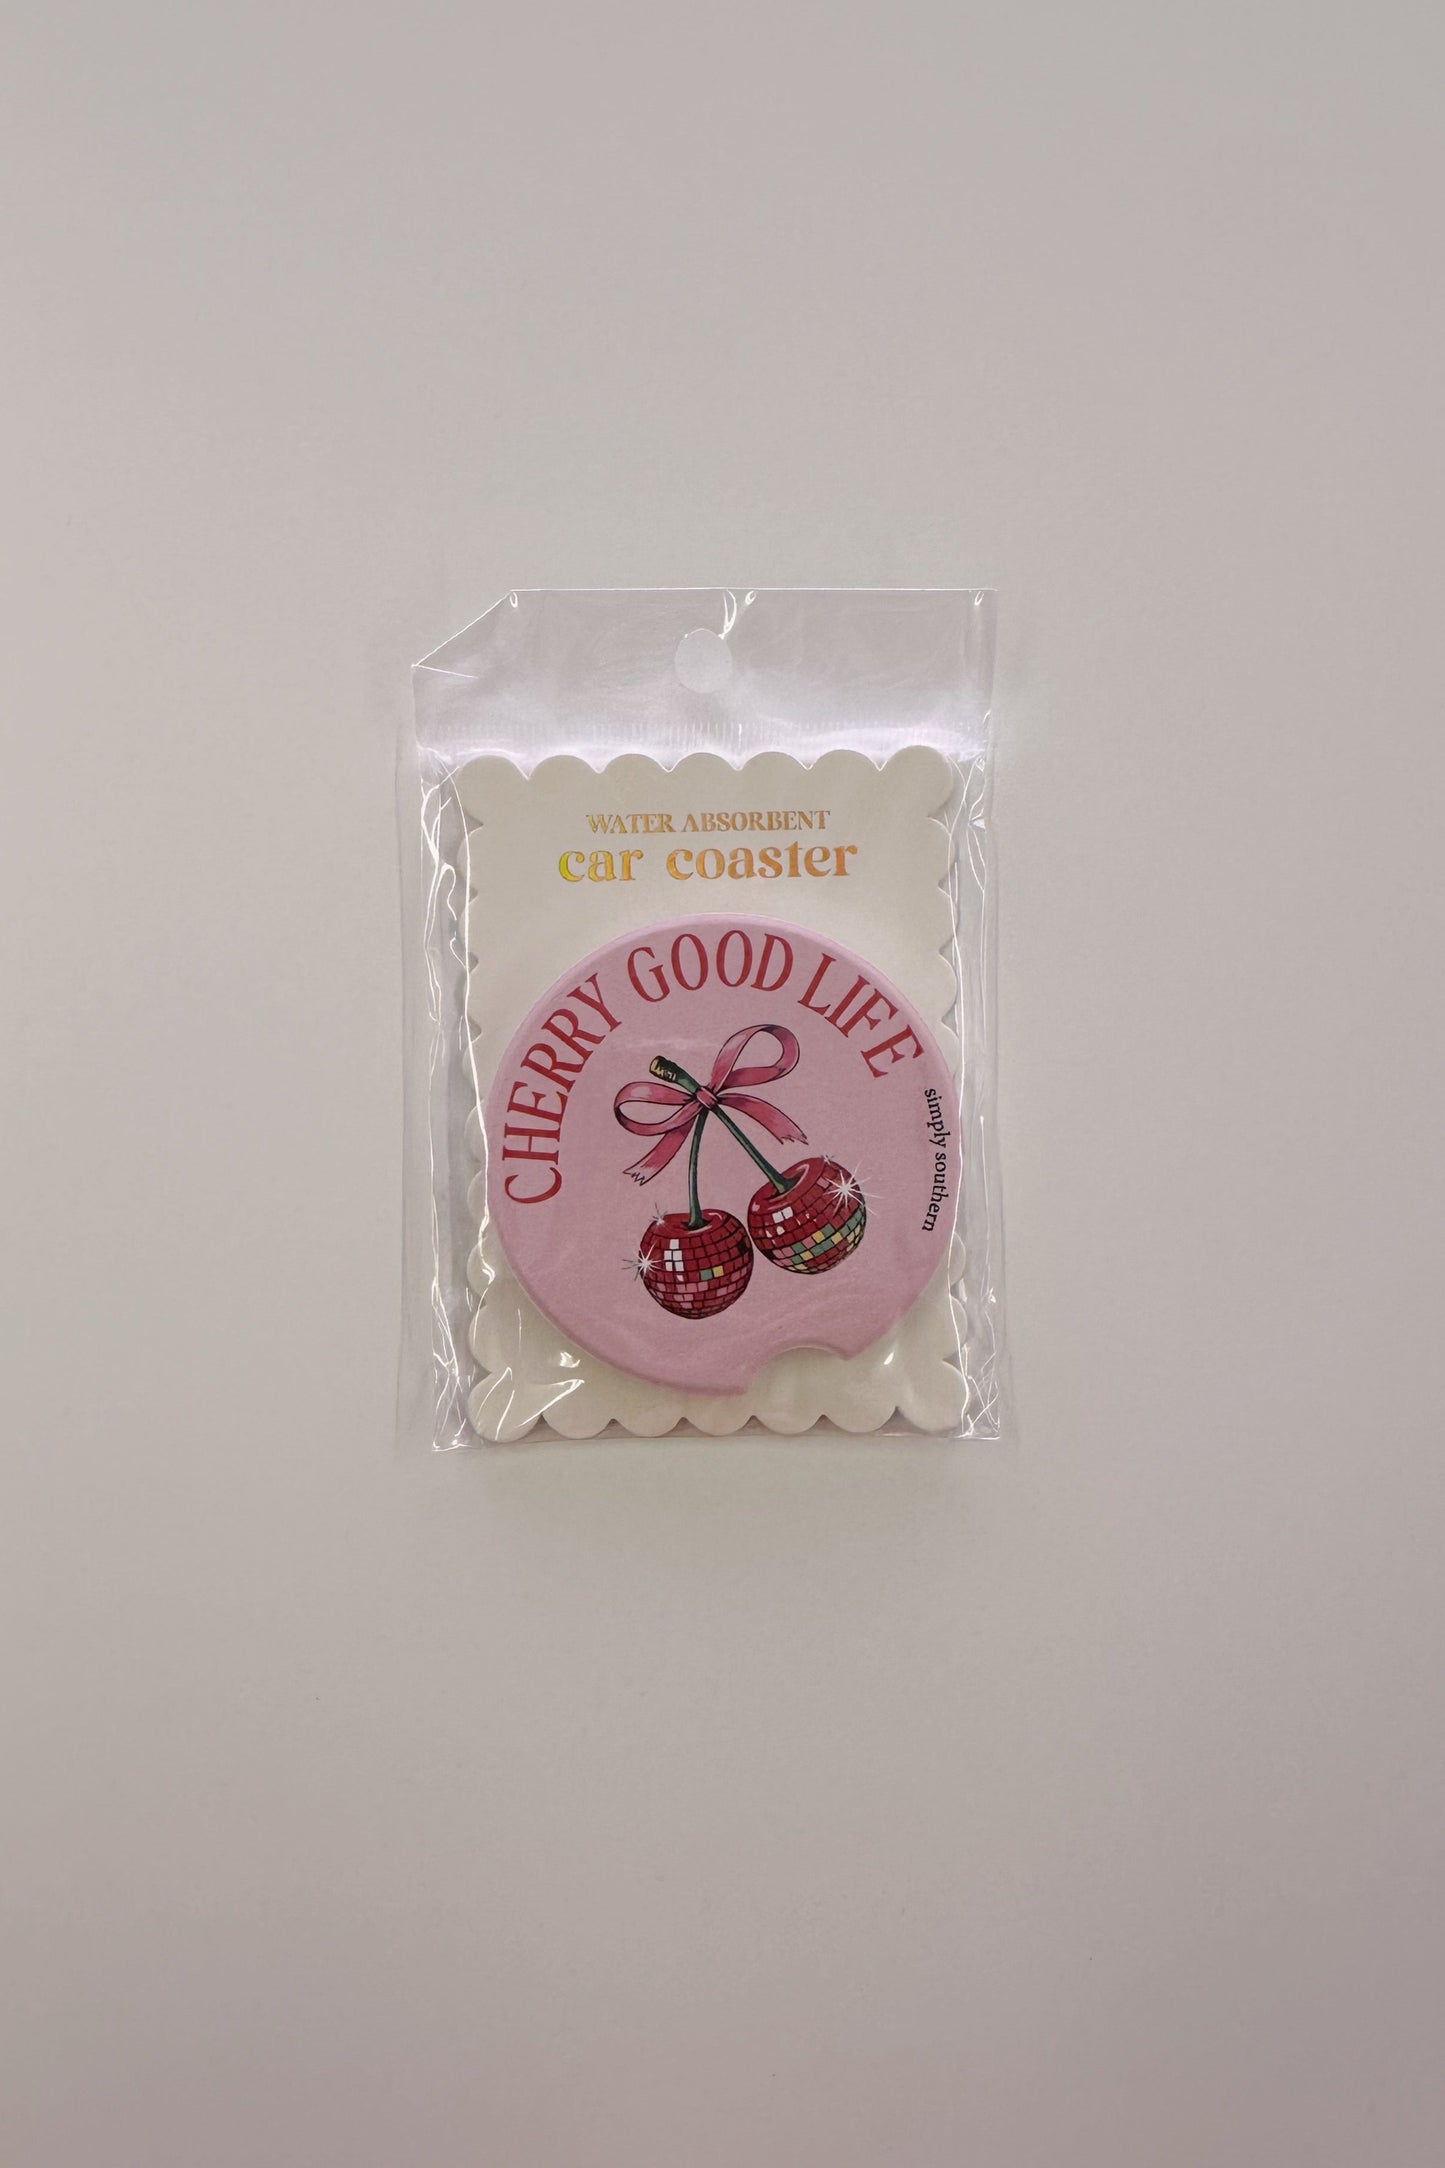 WATER ABSORBENT
car coaster
CHERRY GOOD LIFE
simply southern